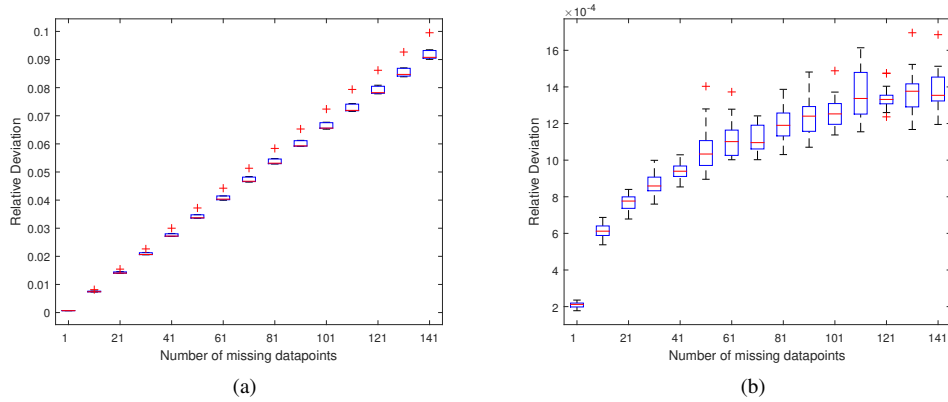 0.1
0.09
0.08
0.07
0.06
0.05
0.04
0.03
0.02
0.01
0
Relative Deviation
1 21 41 61 81 101 121 141
Number of missing datapoints
(a)
×10⁻⁴
16
14
12
10
8
6
4
2
Relative Deviation
1 21 41 61 81 101 121 141
Number of missing datapoints
(b)